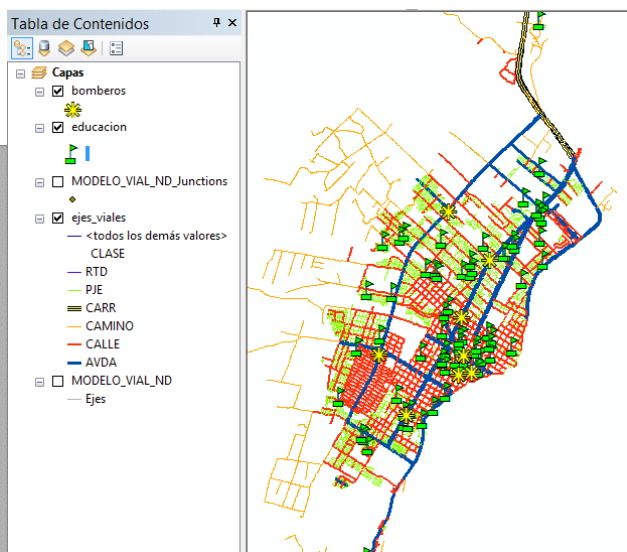 Tabla de Contenidos
Capas
bomberos
educacion
MODELO_VIAL_ND_Junctions
ejes_viales
<todos los demás valores>
CLASE
RTD
PJE
CARR
CAMINO
CALLE
AVDA
MODELO_VIAL_ND
Ejes